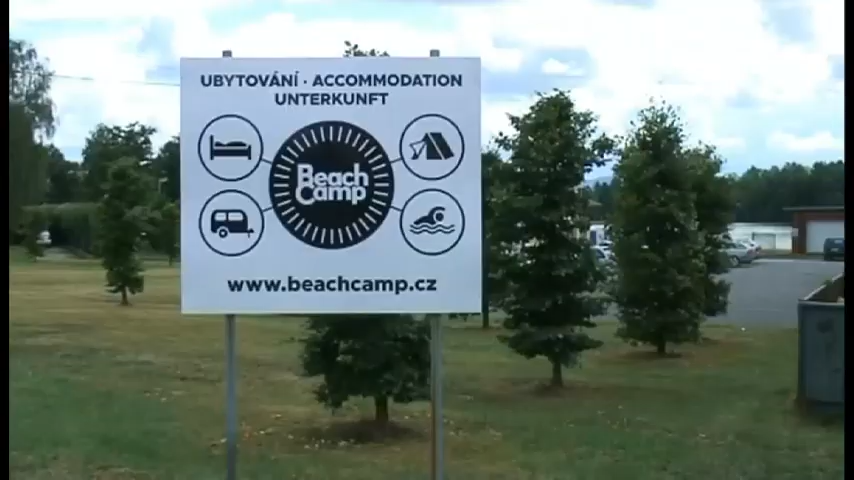 UBYTOVÁNÍ · ACCOMMODATION
UNTERKUNFT
Beach
Camp
www.beachcamp.cz